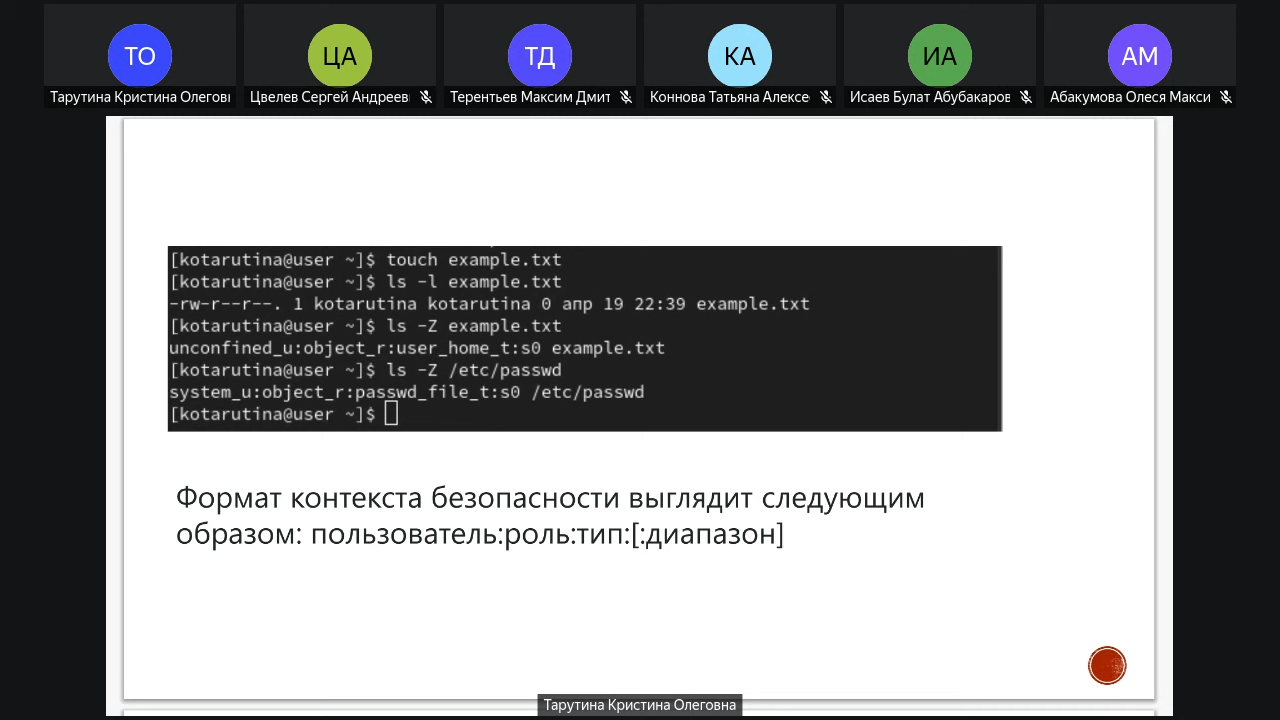 ТО
ЦА
ТД
КА
ИА
АМ
Тарутина Кристина Олегов
Цвелев Сергей Андреев
Терентьев Максим Дмит
Коннова Татьяна Алексе
Исаев Булат Абубакаров
Абакумова Олеся Макси
[kotarutina@user ~]$ touch example.txt
[kotarutina@user ~]$ ls -l example.txt
-rw-r--r--. 1 kotarutina kotarutina 0 апр 19 22:39 example.txt
[kotarutina@user ~]$ ls -Z example.txt
unconfined_u:object_r:user_home_t:s0 example.txt
[kotarutina@user ~]$ ls -Z /etc/passwd
system_u:object_r:passwd_file_t:s0 /etc/passwd
[kotarutina@user ~]$
Формат контекста безопасности выглядит следующим
образом: пользователь:роль:тип:[:диапазон]
Тарутина Кристина Олеговна